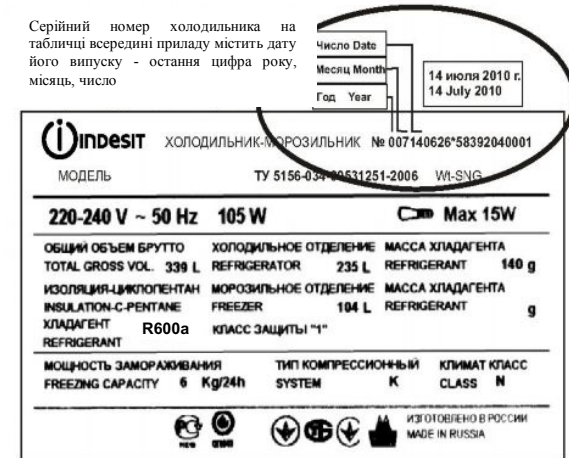 Серійний номер холодильника на
табличці всередині приладу містить дату
його випуску - остання цифра року,
місяць, число
Число Date
Месяц Month
Год Year
14 июля 2010 г.
14 July 2010
indesit ХОЛОДИЛЬНИК-МОРОЗИЛЬНИК № 007140626*58392040001
МОДЕЛЬ ТУ 5156-034-00531251-2006 Wt-SNG
220-240 V ~ 50 Hz 105 W Max 15W
ОБЩИЙ ОБЪЕМ БРУТТО ХОЛОДИЛЬНОЕ ОТДЕЛЕНИЕ МАССА ХЛАДАГЕНТА
TOTAL GROSS VOL. 339 L REFRIGERATOR 235 L REFRIGERANT 140 g
ИЗОЛЯЦИЯ-ЦИКЛОПЕНТАН МОРОЗИЛЬНОЕ ОТДЕЛЕНИЕ МАССА ХЛАДАГЕНТА
INSULATION-C-PENTANE FREEZER 104 L REFRIGERANT g
ХЛАДАГЕНТ R600a КЛАСС ЗАЩИТЫ "1"
REFRIGERANT
МОЩНОСТЬ ЗАМОРАЖИВАНИЯ ТИП КОМПРЕССИОННЫЙ КЛИМАТ КЛАСС
FREEZING CAPACITY 6 Kg/24h SYSTEM K CLASS N
ИЗГОТОВЛЕНО В РОССИИ
MADE IN RUSSIA